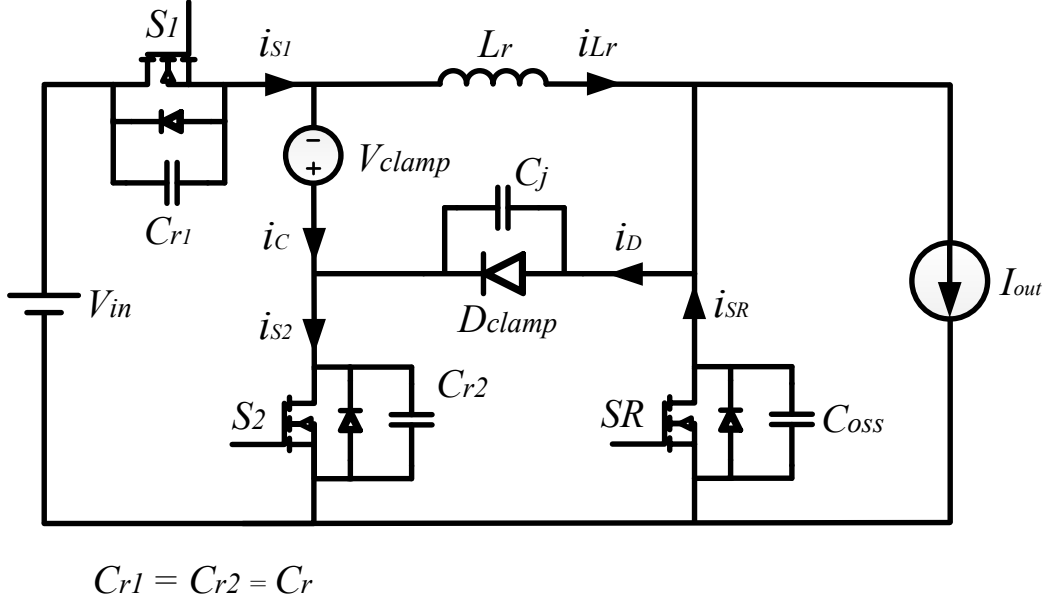 S1
iS1
Lr
iLr
Vclamp
Cj
Cr1
iC
iD
Vin
Dclamp
Iout
iS2
iSR
S2
Cr2
SR
Coss
Cr1 = Cr2 = Cr